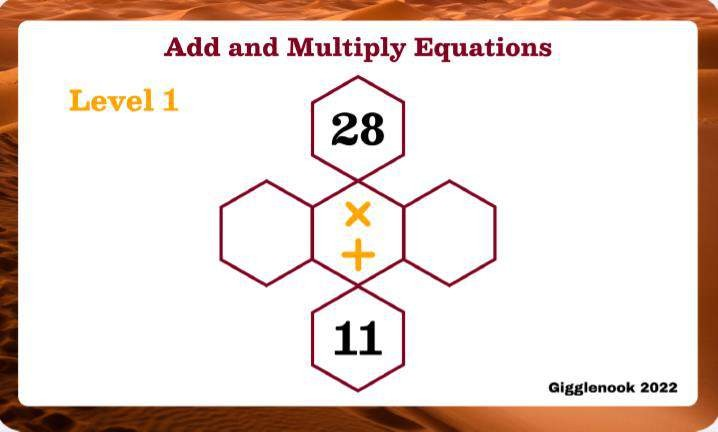 Add and Multiply Equations
Level 1
28
×
+
11
Gigglenook 2022